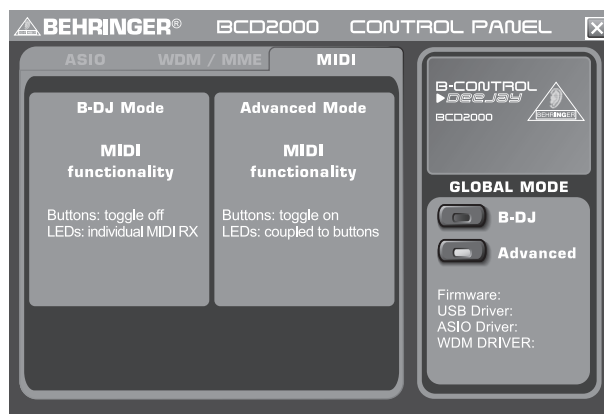 BEHRINGER® BCD2000 CONTROL PANEL
ASIO WDM / MME MIDI
B-DJ Mode
MIDI
functionality
Buttons: toggle off
LEDs: individual MIDI RX
Advanced Mode
MIDI
functionality
Buttons: toggle on
LEDs: coupled to buttons
B-CONTROL
DEEJAY
BCD2000
BEHRINGER
GLOBAL MODE
B-DJ
Advanced
Firmware:
USB Driver:
ASIO Driver:
WDM DRIVER: